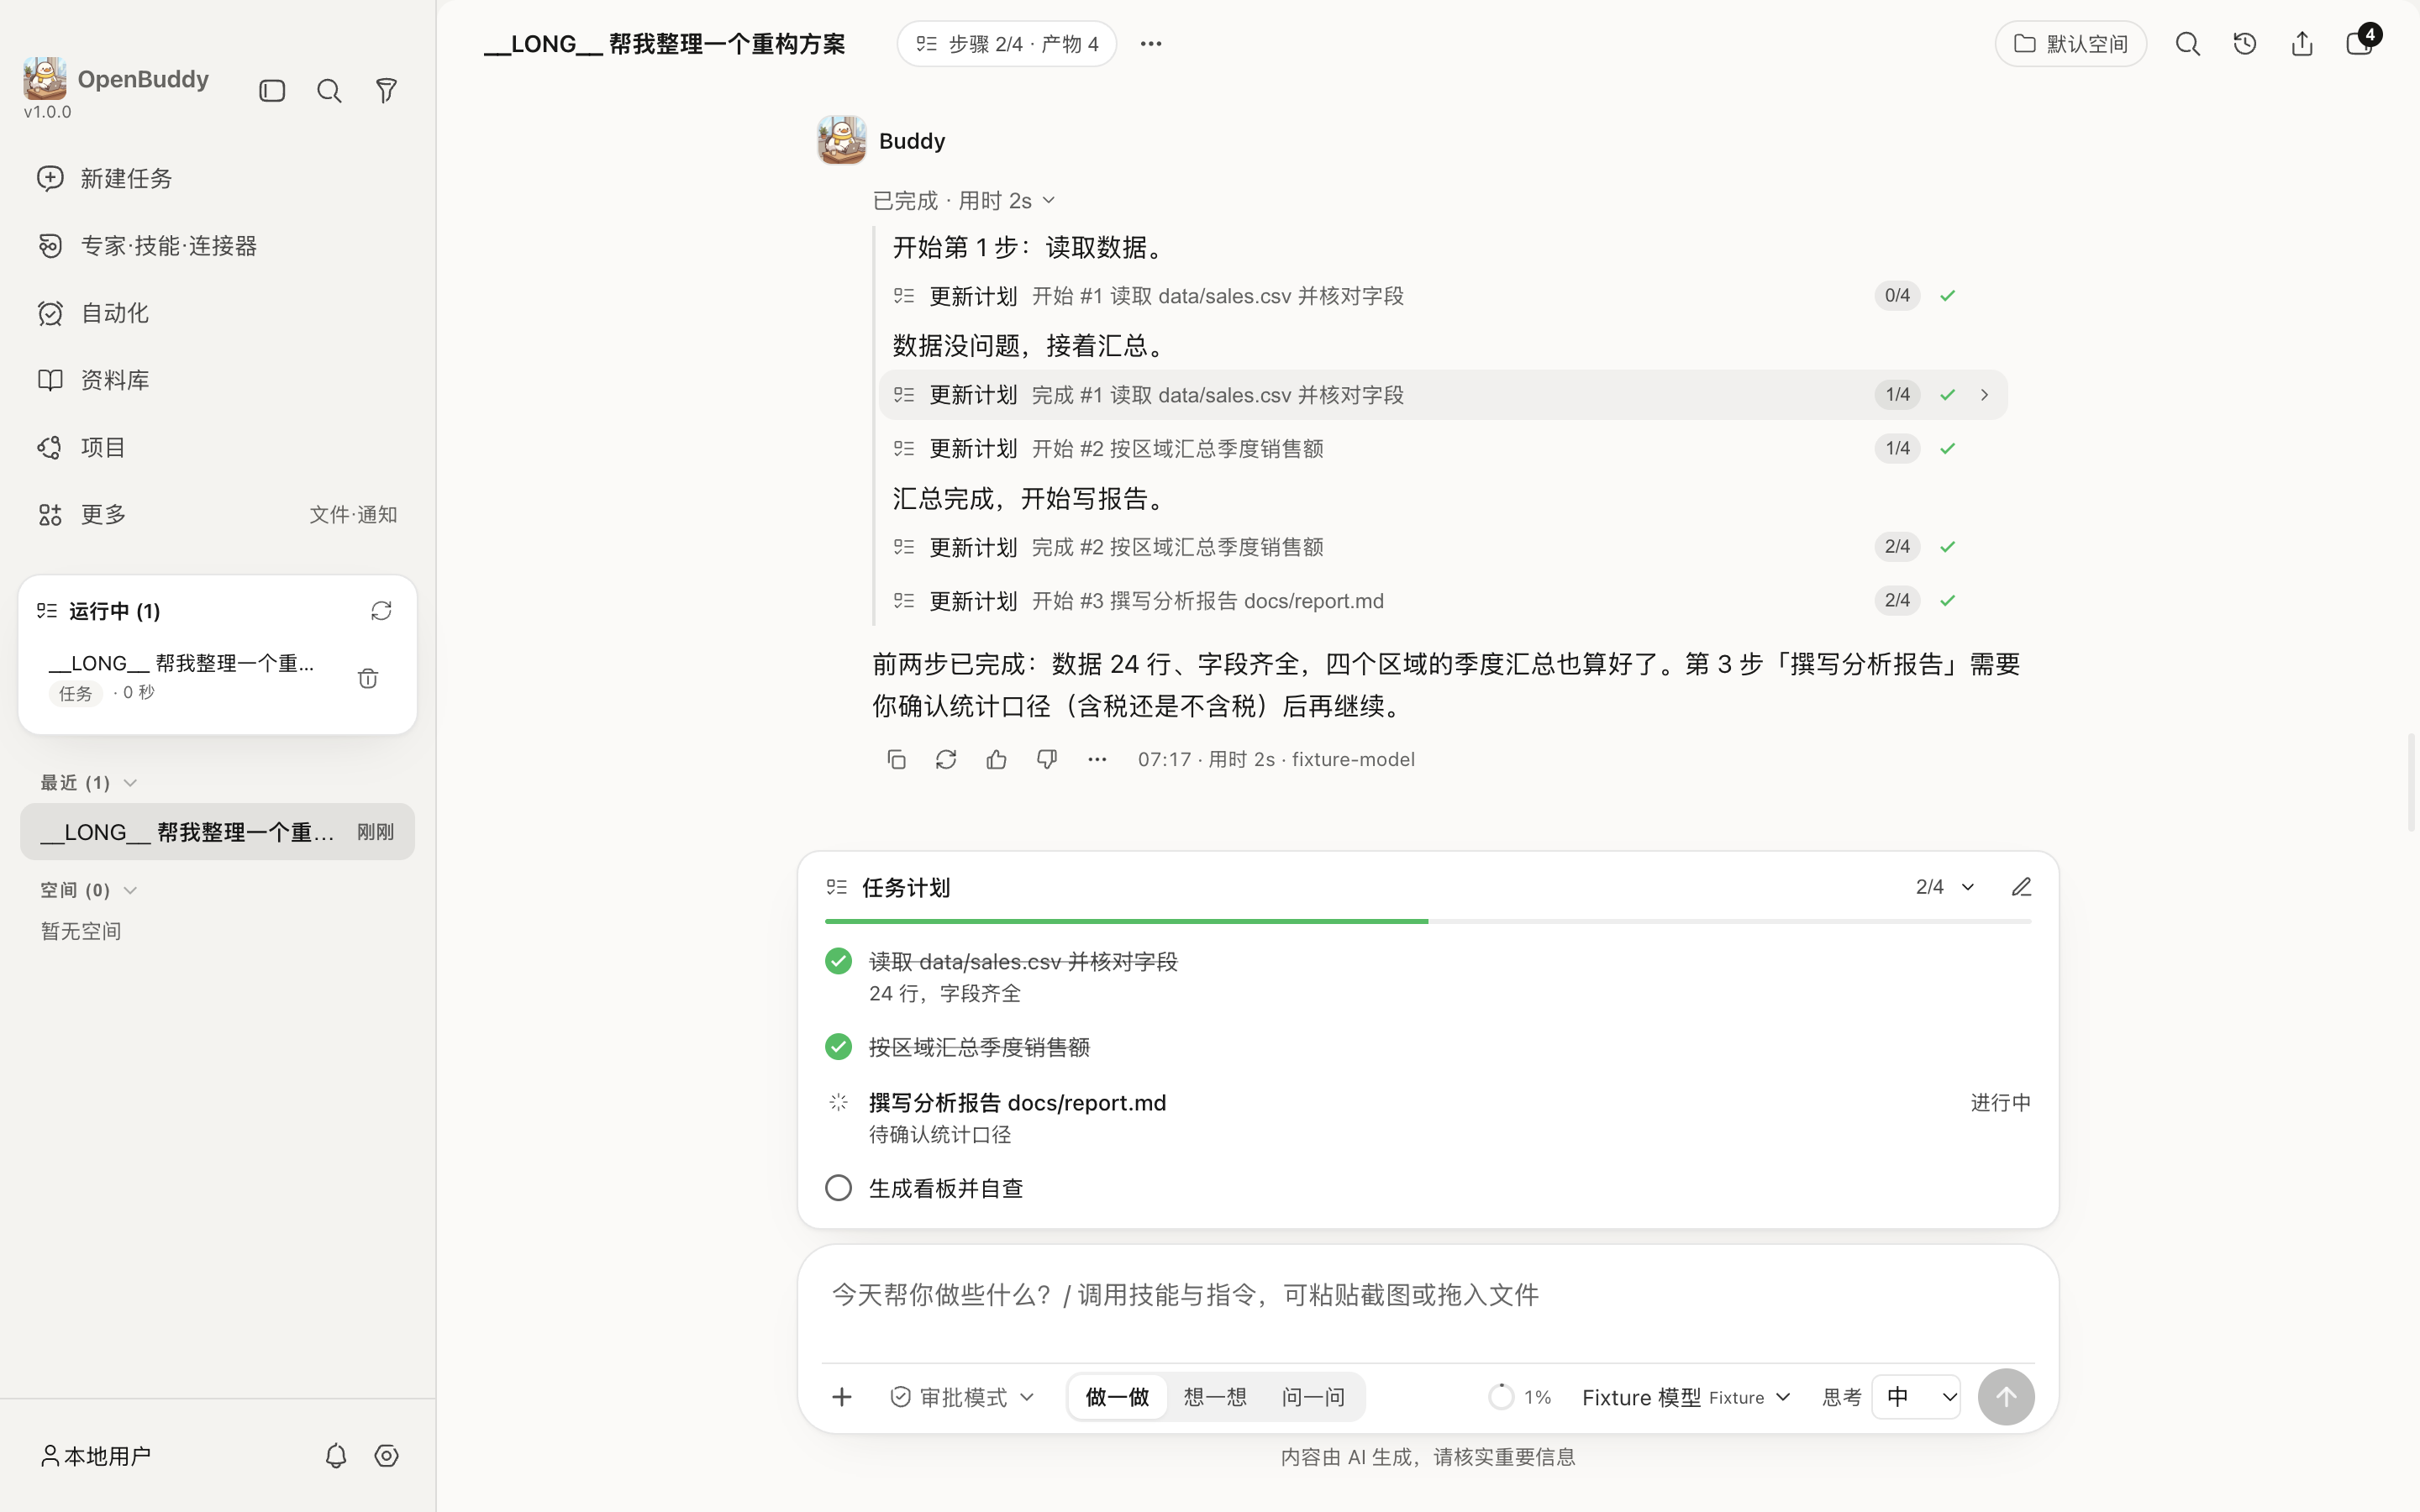 __LONG__ 帮我整理一个重构方案
步骤 2/4 · 产物 4
默认空间
4
OpenBuddy
v1.0.0
新建任务
专家·技能·连接器
自动化
资料库
项目
更多
文件·通知
运行中 (1)
__LONG__ 帮我整理一个重...
任务 · 0 秒
最近 (1)
__LONG__ 帮我整理一个重... 刚刚
空间 (0)
暂无空间
本地用户
Buddy
已完成 · 用时 2s
开始第 1 步：读取数据。
更新计划 开始 #1 读取 data/sales.csv 并核对字段 0/4
数据没问题，接着汇总。
更新计划 完成 #1 读取 data/sales.csv 并核对字段 1/4
更新计划 开始 #2 按区域汇总季度销售额 1/4
汇总完成，开始写报告。
更新计划 完成 #2 按区域汇总季度销售额 2/4
更新计划 开始 #3 撰写分析报告 docs/report.md 2/4
前两步已完成：数据 24 行、字段齐全，四个区域的季度汇总也算好了。第 3 步「撰写分析报告」需要
你确认统计口径（含税还是不含税）后再继续。
07:17 · 用时 2s · fixture-model
任务计划 2/4
读取 data/sales.csv 并核对字段
24 行，字段齐全
按区域汇总季度销售额
撰写分析报告 docs/report.md 进行中
待确认统计口径
生成看板并自查
今天帮你做些什么？/ 调用技能与指令，可粘贴截图或拖入文件
审批模式 做一做 想一想 问一问 1% Fixture 模型 Fixture 思考 中
内容由 AI 生成，请核实重要信息